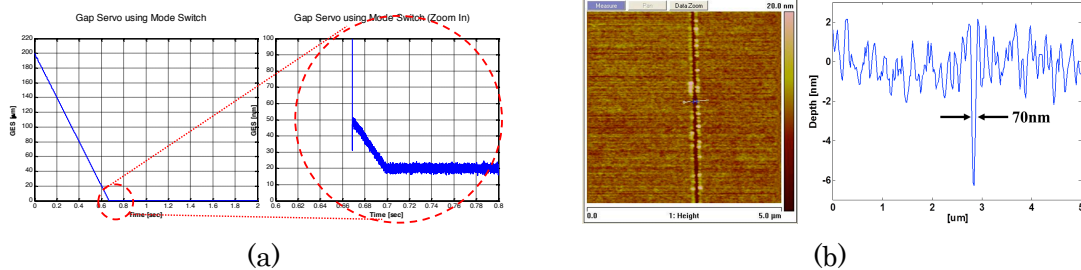 Gap Servo using Mode Switch
GES [µm]
220
200
180
160
140
120
100
80
60
40
20
0
0 0.2 0.4 0.6 0.8 1 1.2 1.4 1.6 1.8 2
Time [sec]
Gap Servo using Mode Switch (Zoom In)
GES [nm]
100
90
80
70
60
50
40
30
20
10
0
0.6 0.62 0.64 0.66 0.68 0.7 0.72 0.74 0.76 0.78 0.8
Time [sec]
(a)
Measure Pan Data Zoom
20.0 nm
0.0 1: Height 5.0 µm
Depth [nm]
2
0
-2
-4
-6
70nm
0 1 2 3 4 5
[um]
(b)